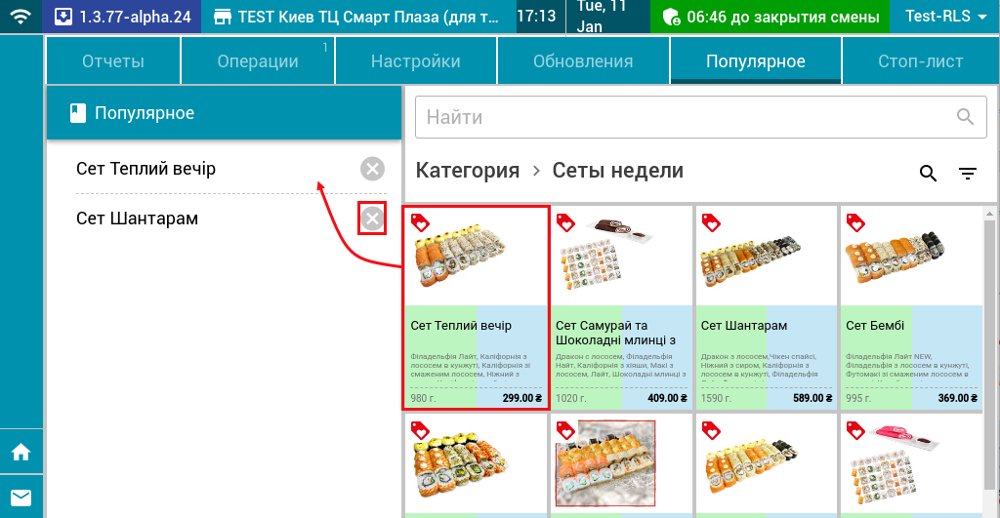 1.3.77-alpha.24
TEST Киев ТЦ Смарт Плаза (для т...
17:13
Tue, 11
Jan
06:46 до закрытия смены
Test-RLS
Отчеты
Операции
1
Настройки
Обновления
Популярное
Стоп-лист
Популярное
Сет Теплий вечір
Сет Шантарам
Найти
Категория > Сеты недели
Сет Теплий вечір
Філадельфія Лайт, Каліфорнія з
лососем в кунжуті, Каліфорнія зі
смаженим лососем, Ніжний з
980 г.
299.00 ₴
Сет Самурай та
Шоколадні млинці з
Дракон с лососем, Філадельфія
Найт, Каліфорнія з хіяши, Макі з
лососем, Лайт, Шоколадні млинці з
1020 г.
409.00 ₴
Сет Шантарам
Дракон з лососем,Чікен спайсі,
Ніжний з сиром, Каліфорнія з
лососем в кунжуті, Філадельфія
1590 г.
589.00 ₴
Сет Бембі
Філадельфія Лайт NEW,
Філадельфія з лососем в кунжуті,
Футомакі зі смаженим лососем в
995 г.
369.00 ₴